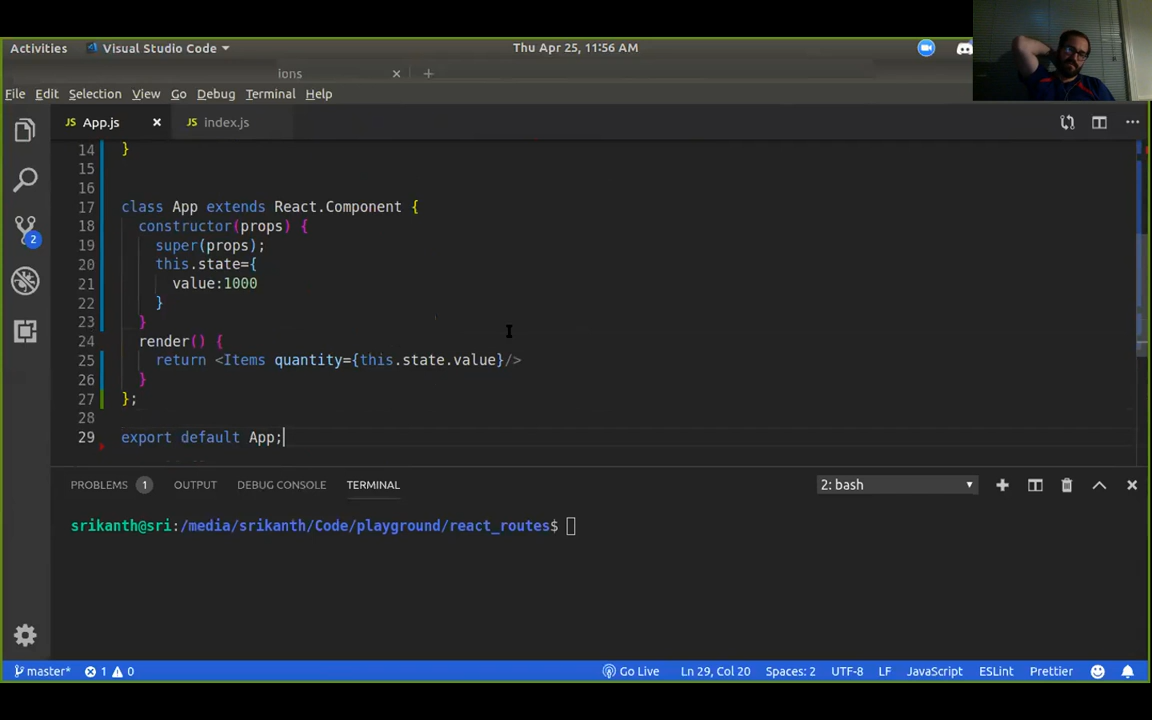 Activities Visual Studio Code Thu Apr 25, 11:56 AM
ions
File Edit Selection View Go Debug Terminal Help
JS App.js JS index.js
14 }
15
16
17 class App extends React.Component {
18 constructor(props) {
19 super(props);
20 this.state={
21 value:1000
22 }
23 }
24 render() {
25 return <Items quantity={this.state.value}/>
26 }
27 };
28
29 export default App;
2
PROBLEMS 1 OUTPUT DEBUG CONSOLE TERMINAL 2: bash
srikanth@sri:/media/srikanth/Code/playground/react_routes$
master* 1 0 Go Live Ln 29, Col 20 Spaces: 2 UTF-8 LF JavaScript ESLint Prettier